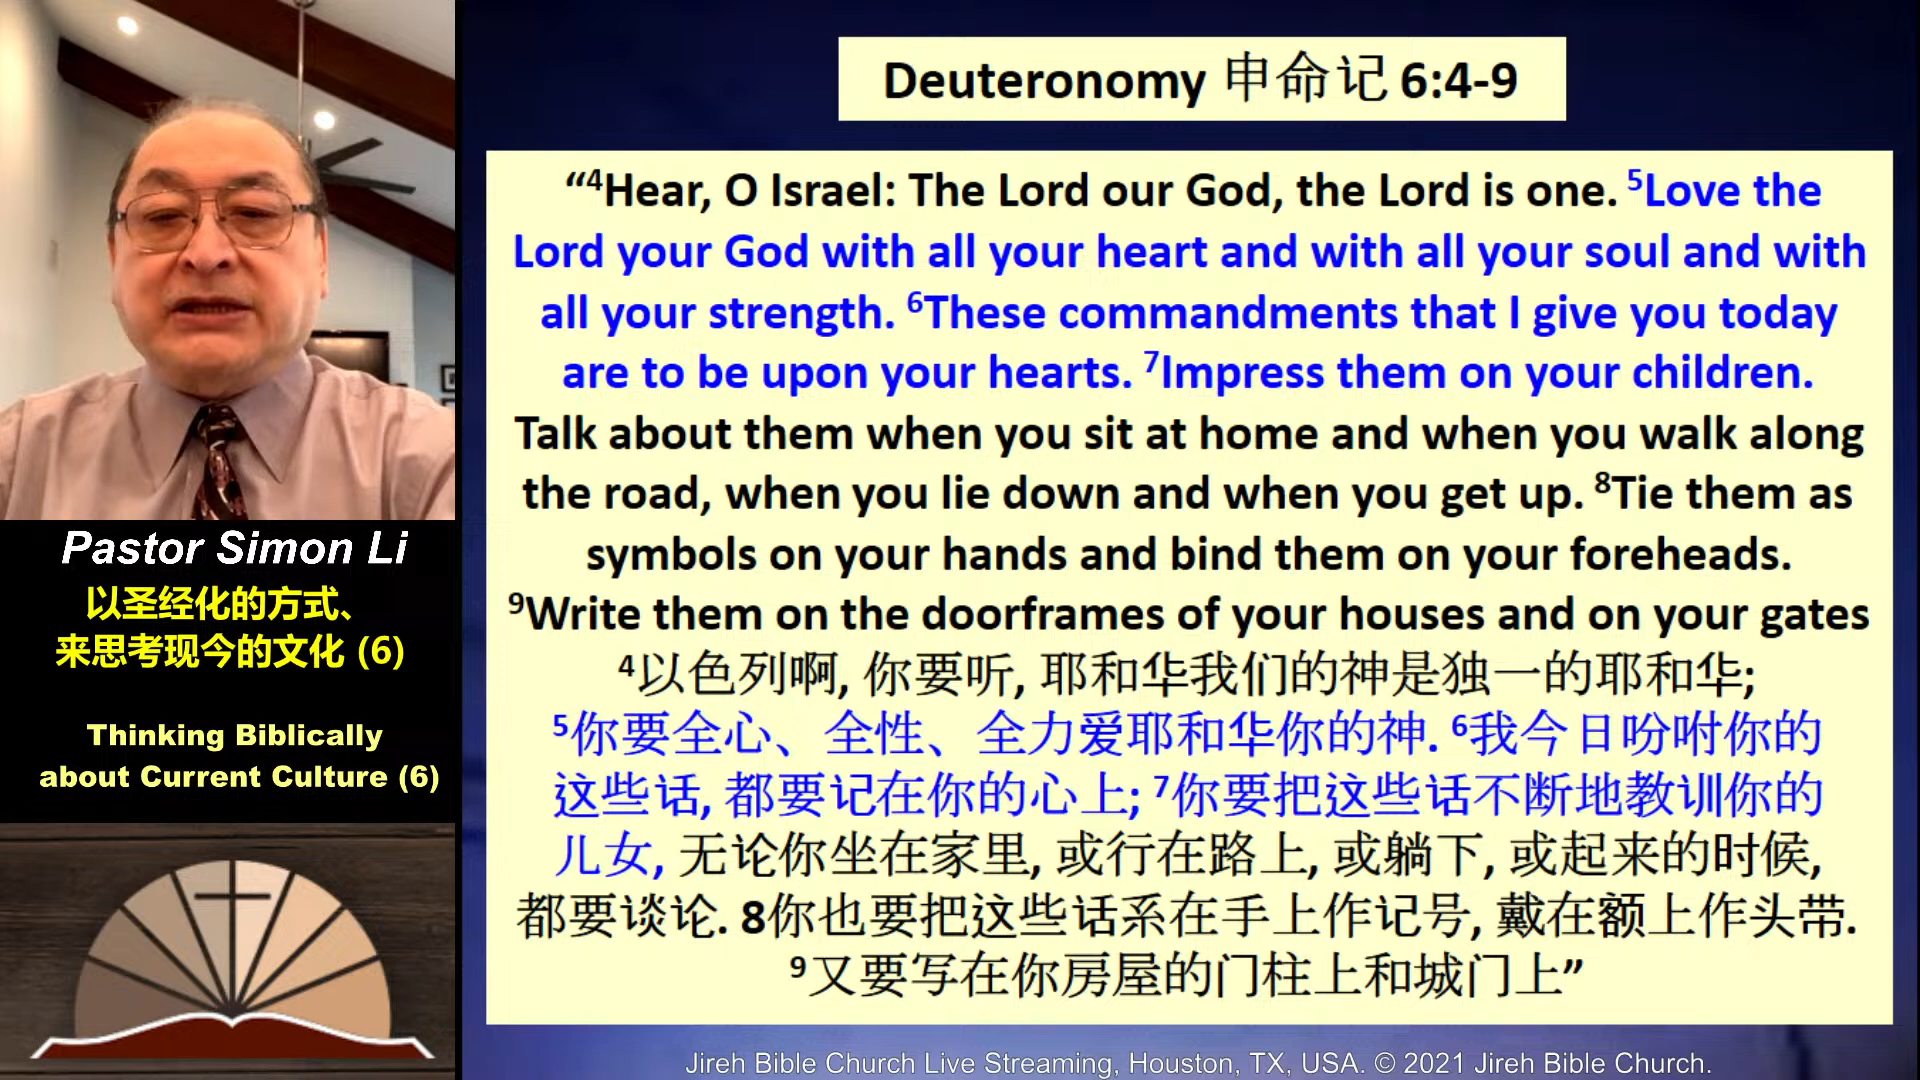 Pastor Simon Li
以圣经化的方式、
来思考现今的文化 (6)
Thinking Biblically
about Current Culture (6)
Deuteronomy 申命记 6:4-9
“⁴Hear, O Israel: The Lord our God, the Lord is one. ⁵Love the
Lord your God with all your heart and with all your soul and with
all your strength. ⁶These commandments that I give you today
are to be upon your hearts. ⁷Impress them on your children.
Talk about them when you sit at home and when you walk along
the road, when you lie down and when you get up. ⁸Tie them as
symbols on your hands and bind them on your foreheads.
⁹Write them on the doorframes of your houses and on your gates
⁴以色列啊, 你要听, 耶和华我们的神是独一的耶和华;
⁵你要全心、全性、全力爱耶和华你的神. ⁶我今日吩咐你的
这些话, 都要记在你的心上; ⁷你要把这些话不断地教训你的
儿女, 无论你坐在家里, 或行在路上, 或躺下, 或起来的时候,
都要谈论. 8你也要把这些话系在手上作记号, 戴在额上作头带.
⁹又要写在你房屋的门柱上和城门上”
Jireh Bible Church Live Streaming, Houston, TX, USA. © 2021 Jireh Bible Church.